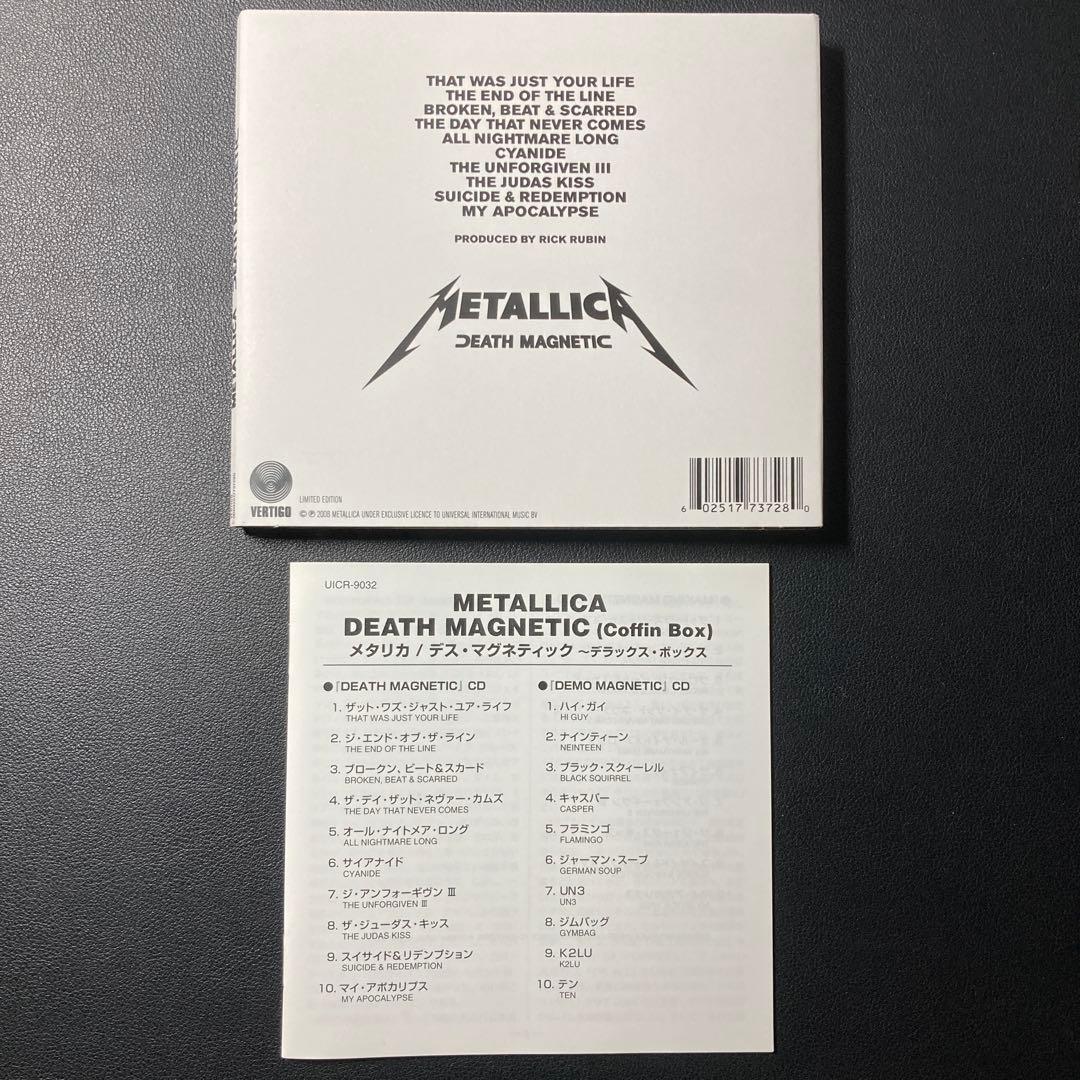 THAT WAS JUST YOUR LIFE
THE END OF THE LINE
BROKEN, BEAT & SCARRED
THE DAY THAT NEVER COMES
ALL NIGHTMARE LONG
CYANIDE
THE UNFORGIVEN III
THE JUDAS KISS
SUICIDE & REDEMPTION
MY APOCALYPSE
PRODUCED BY RICK RUBIN
METALLICA
DEATH MAGNETIC
VERTIGO
LIMITED EDITION
© ℗ 2008 METALLICA UNDER EXCLUSIVE LICENCE TO UNIVERSAL INTERNATIONAL MUSIC BV
6 02517 73728 0
UICR-9032
METALLICA
DEATH MAGNETIC (Coffin Box)
メタリカ / デス・マグネティック ～デラックス・ボックス
●『DEATH MAGNETIC』CD
1. ザット・ワズ・ジャスト・ユア・ライフ
THAT WAS JUST YOUR LIFE
2. ジ・エンド・オブ・ザ・ライン
THE END OF THE LINE
3. ブロークン、ビート&スカード
BROKEN, BEAT & SCARRED
4. ザ・デイ・ザット・ネヴァー・カムズ
THE DAY THAT NEVER COMES
5. オール・ナイトメア・ロング
ALL NIGHTMARE LONG
6. サイアナイド
CYANIDE
7. ジ・アンフォーギヴン Ⅲ
THE UNFORGIVEN Ⅲ
8. ザ・ジューダス・キッス
THE JUDAS KISS
9. スイサイド&リデンプション
SUICIDE & REDEMPTION
10. マイ・アポカリプス
MY APOCALYPSE
●『DEMO MAGNETIC』CD
1. ハイ・ガイ
HI GUY
2. ナインティーン
NEINTEEN
3. ブラック・スクィーレル
BLACK SQUIRREL
4. キャスパー
CASPER
5. フラミンゴ
FLAMINGO
6. ジャーマン・スープ
GERMAN SOUP
7. UN3
UN3
8. ジムバッグ
GYMBAG
9. K2LU
K2LU
10. テン
TEN